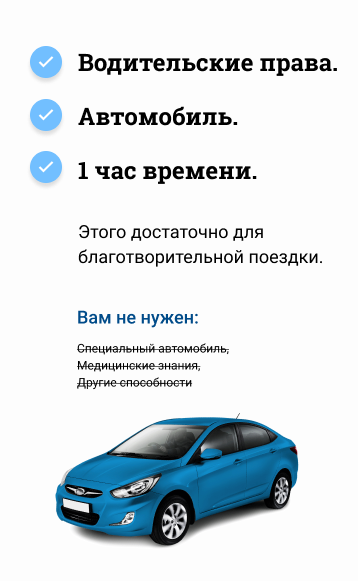 Водительские права.
Автомобиль.
1 час времени.
Этого достаточно для
благотворительной поездки.
Вам не нужен:
Специальный автомобиль,
Медицинские знания,
Другие способности